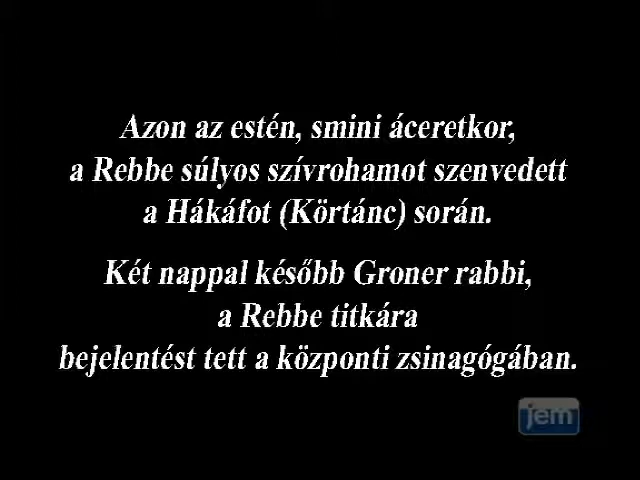 Azon az estén, smini áceretkor,
a Rebbe súlyos szívrohamot szenvedett
a Hákáfot (Körtánc) során.
Két nappal később Groner rabbi,
a Rebbe titkára
bejelentést tett a központi zsinagógában.
jem